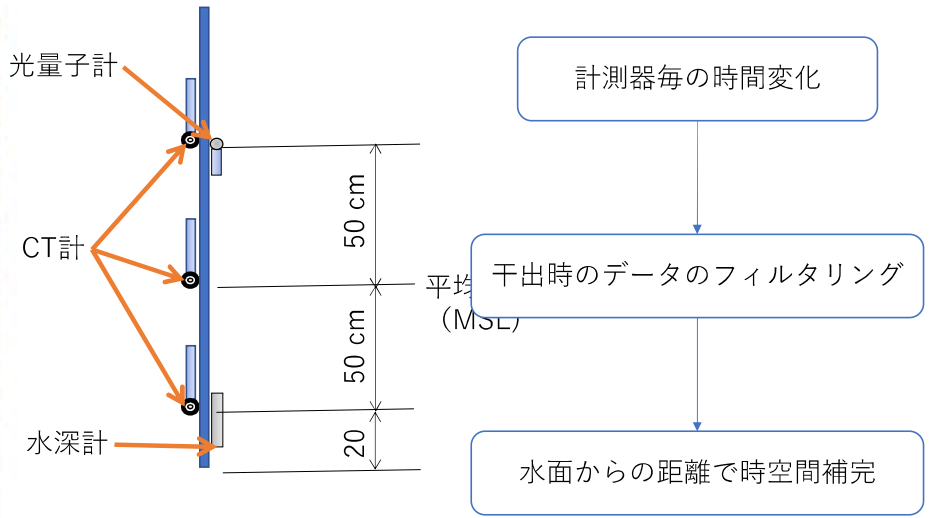 光量子計
CT計
水深計
50 cm
50 cm
20
平均
（MSL）
計測器毎の時間変化
干出時のデータのフィルタリング
水面からの距離で時空間補完